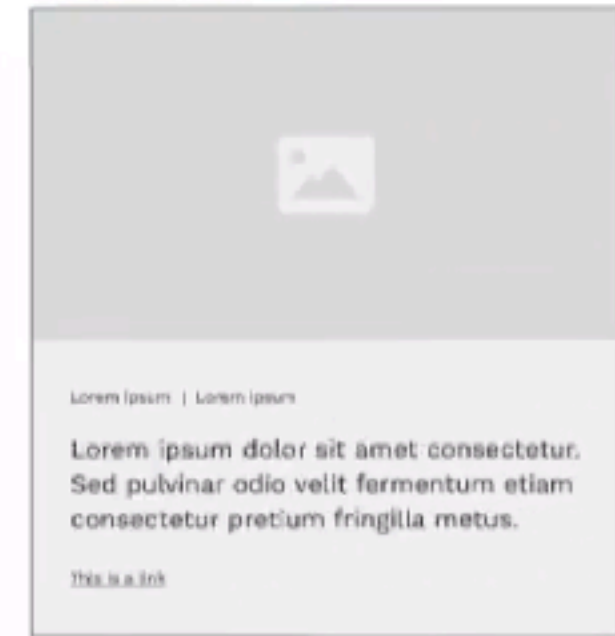 Lorem ipsum | Lorem ipsum
Lorem ipsum dolor sit amet consectetur.
Sed pulvinar odio velit fermentum etiam
consectetur pretium fringilla metus.
This is a link